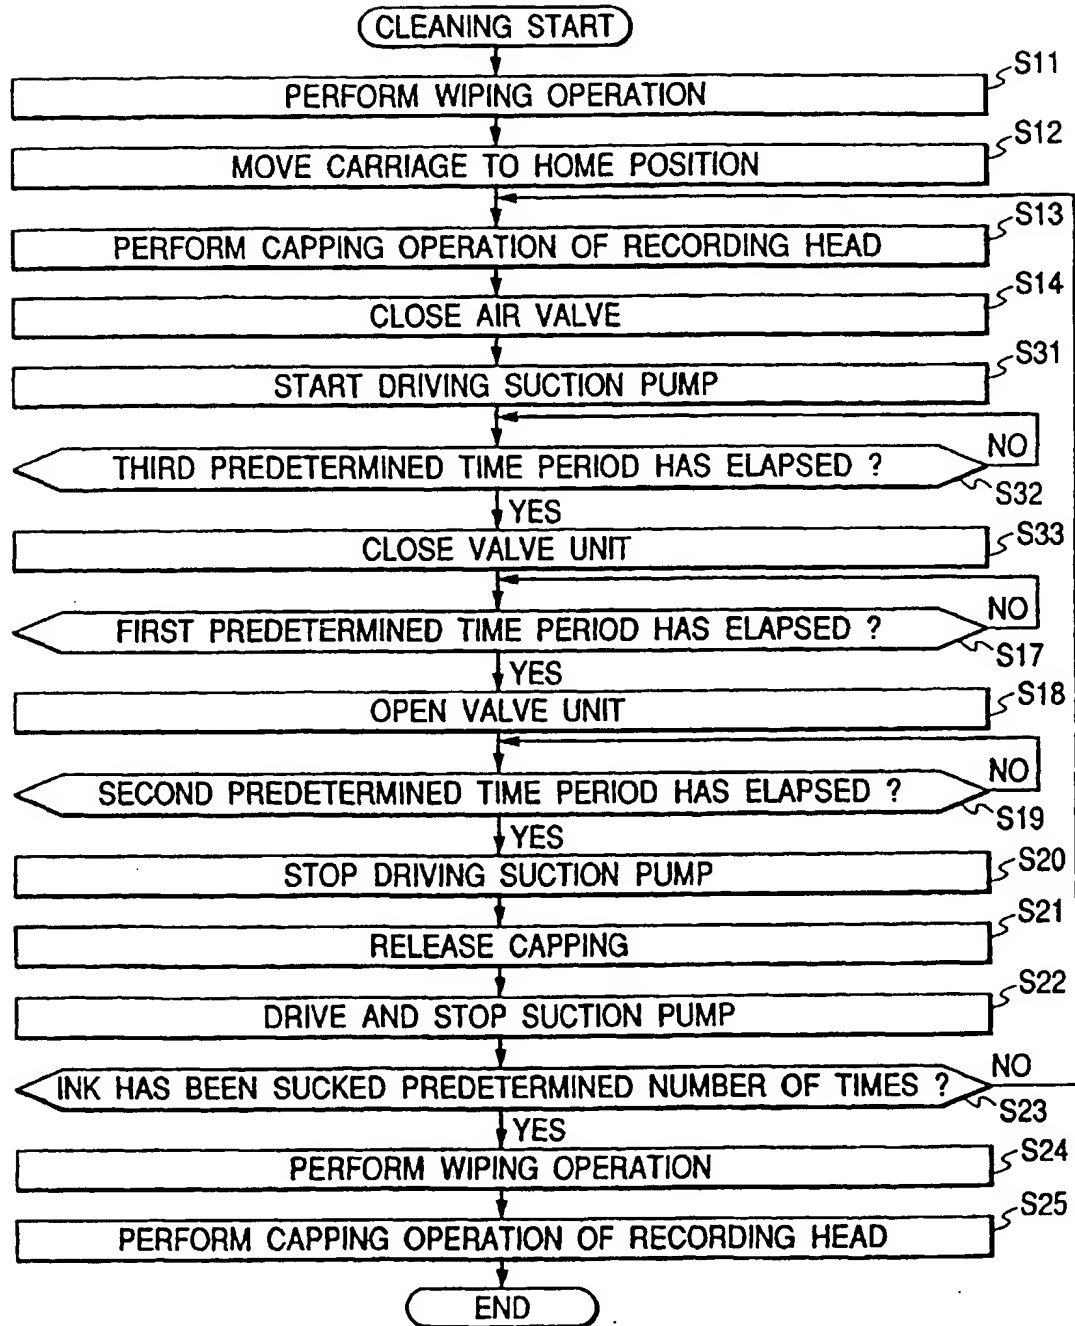 CLEANING START
S11
PERFORM WIPING OPERATION
S12
MOVE CARRIAGE TO HOME POSITION
S13
PERFORM CAPPING OPERATION OF RECORDING HEAD
S14
CLOSE AIR VALVE
S31
START DRIVING SUCTION PUMP
NO
THIRD PREDETERMINED TIME PERIOD HAS ELAPSED ?
S32
YES
S33
CLOSE VALVE UNIT
NO
FIRST PREDETERMINED TIME PERIOD HAS ELAPSED ?
S17
YES
S18
OPEN VALVE UNIT
NO
SECOND PREDETERMINED TIME PERIOD HAS ELAPSED ?
S19
YES
S20
STOP DRIVING SUCTION PUMP
S21
RELEASE CAPPING
S22
DRIVE AND STOP SUCTION PUMP
NO
INK HAS BEEN SUCKED PREDETERMINED NUMBER OF TIMES ?
S23
YES
S24
PERFORM WIPING OPERATION
S25
PERFORM CAPPING OPERATION OF RECORDING HEAD
END